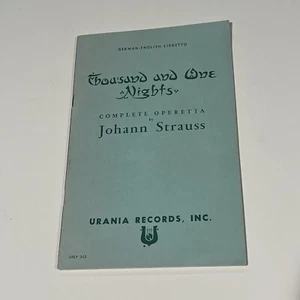 GERMAN-ENGLISH LIBRETTO
Thousand and One
Nights
COMPLETE OPERETTA
by
Johann Strauss
URANIA RECORDS, INC.